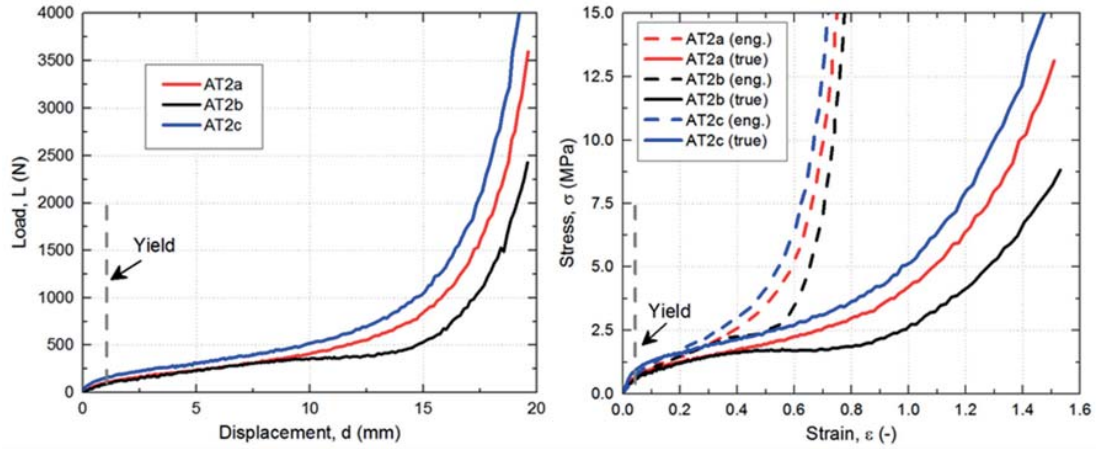 4000
3500
3000
2500
2000
1500
1000
500
0
Load, L (N)
AT2a
AT2b
AT2c
Yield
0
5
10
15
20
Displacement, d (mm)
15.0
12.5
10.0
7.5
5.0
2.5
0.0
Stress, σ (MPa)
AT2a (eng.)
AT2a (true)
AT2b (eng.)
AT2b (true)
AT2c (eng.)
AT2c (true)
Yield
0.0
0.2
0.4
0.6
0.8
1.0
1.2
1.4
1.6
Strain, ε (-)